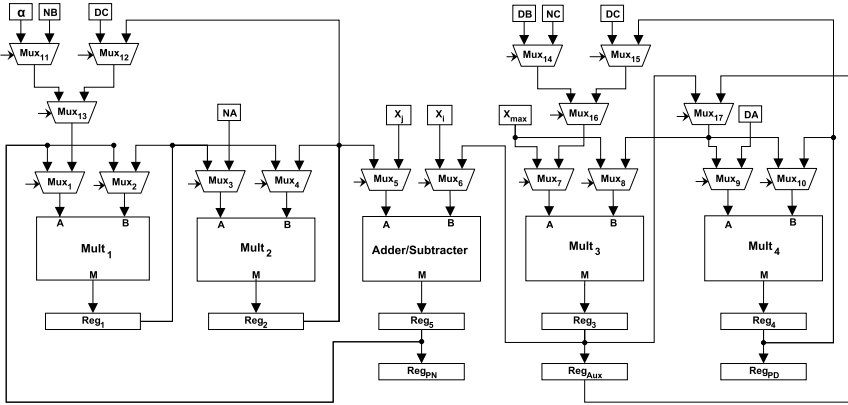 α NB DC DB NC DC
Mux11 Mux12 Mux14 Mux15
Mux13 NA Xj Xi Xmax Mux16 Mux17 DA
Mux1 Mux2 Mux3 Mux4 Mux5 Mux6 Mux7 Mux8 Mux9 Mux10
A B A B A B A B A B
Mult1 Mult2 Adder/Subtracter Mult3 Mult4
M M M M M
Reg1 Reg2 Reg5 Reg3 Reg4
RegPN RegAux RegPD